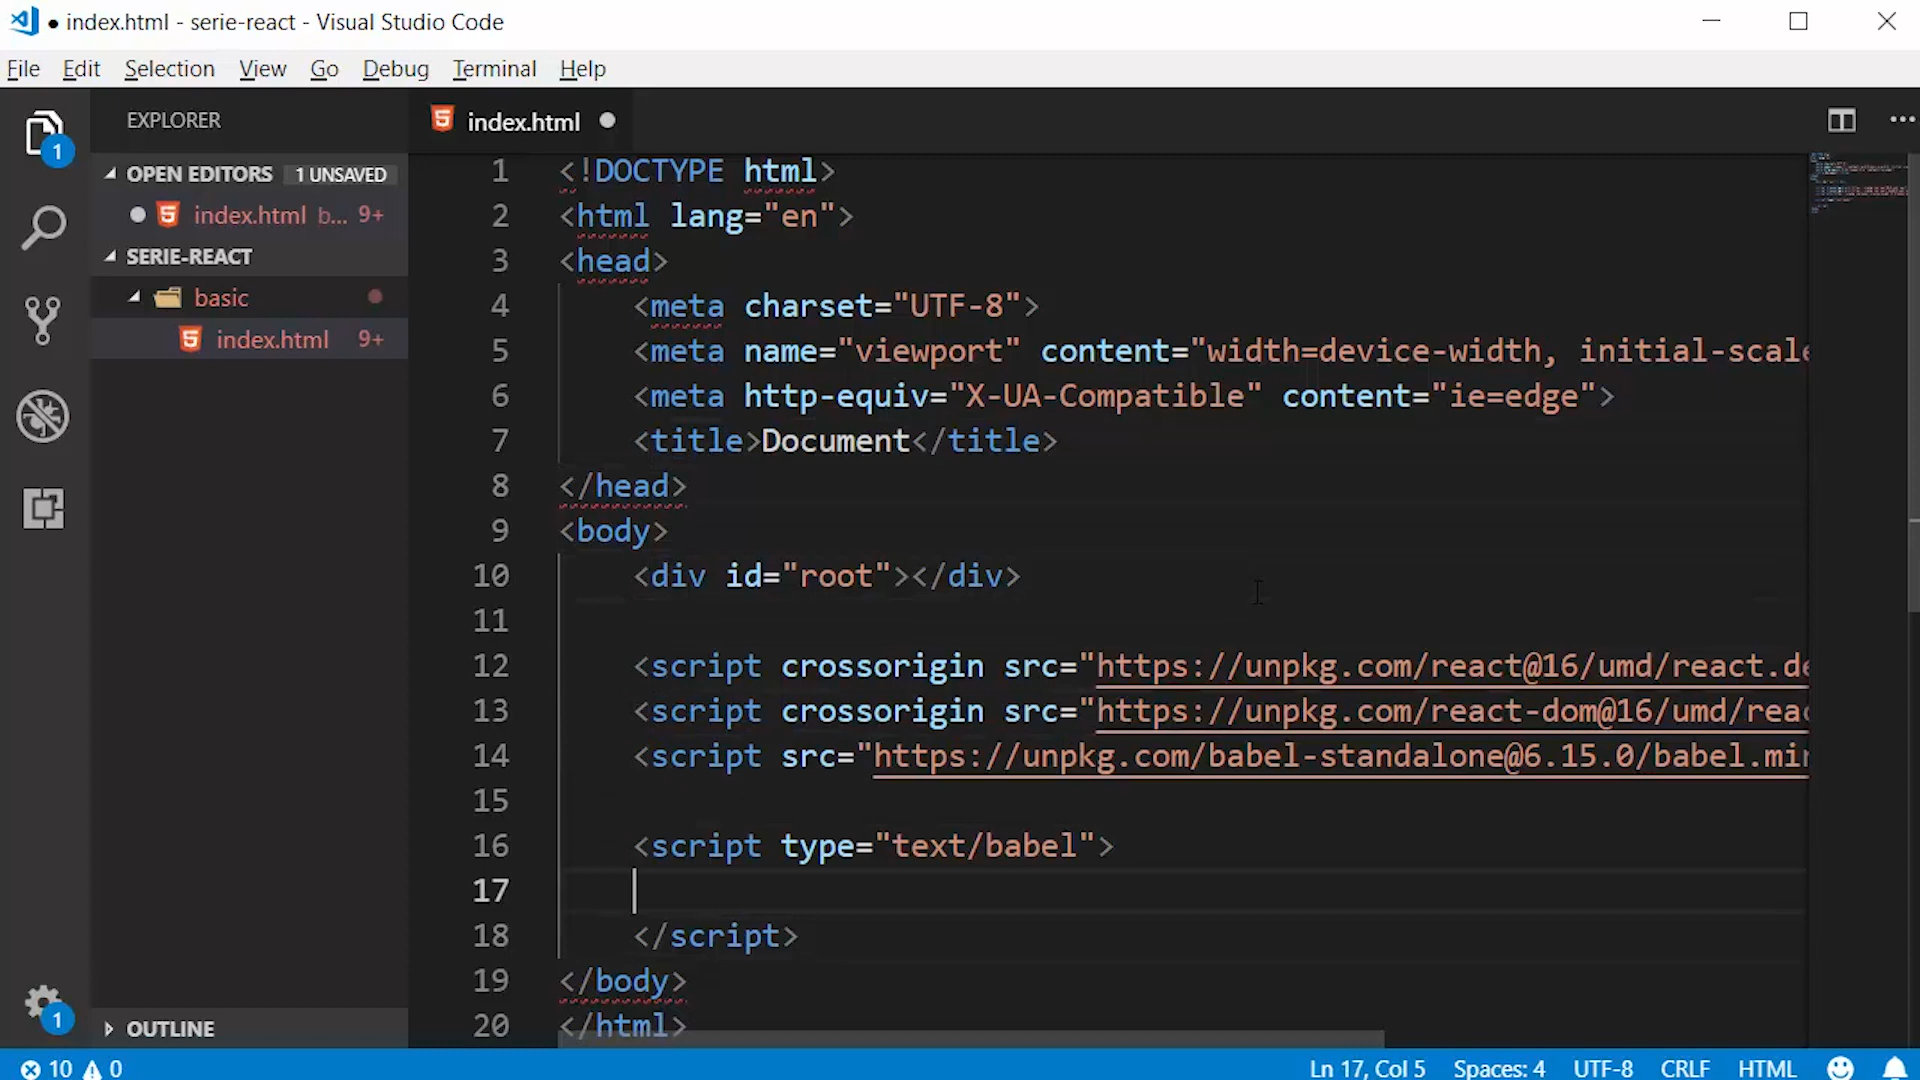 index.html - serie-react - Visual Studio Code
File Edit Selection View Go Debug Terminal Help
EXPLORER
1
OPEN EDITORS 1 UNSAVED
index.html b... 9+
SERIE-REACT
basic
index.html 9+
OUTLINE
1
index.html
1 <!DOCTYPE html>
2 <html lang="en">
3 <head>
4 <meta charset="UTF-8">
5 <meta name="viewport" content="width=device-width, initial-scale
6 <meta http-equiv="X-UA-Compatible" content="ie=edge">
7 <title>Document</title>
8 </head>
9 <body>
10 <div id="root"></div>
11
12 <script crossorigin src="https://unpkg.com/react@16/umd/react.de
13 <script crossorigin src="https://unpkg.com/react-dom@16/umd/reac
14 <script src="https://unpkg.com/babel-standalone@6.15.0/babel.min
15
16 <script type="text/babel">
17
18 </script>
19 </body>
20 </html>
10 0 Ln 17, Col 5 Spaces: 4 UTF-8 CRLF HTML